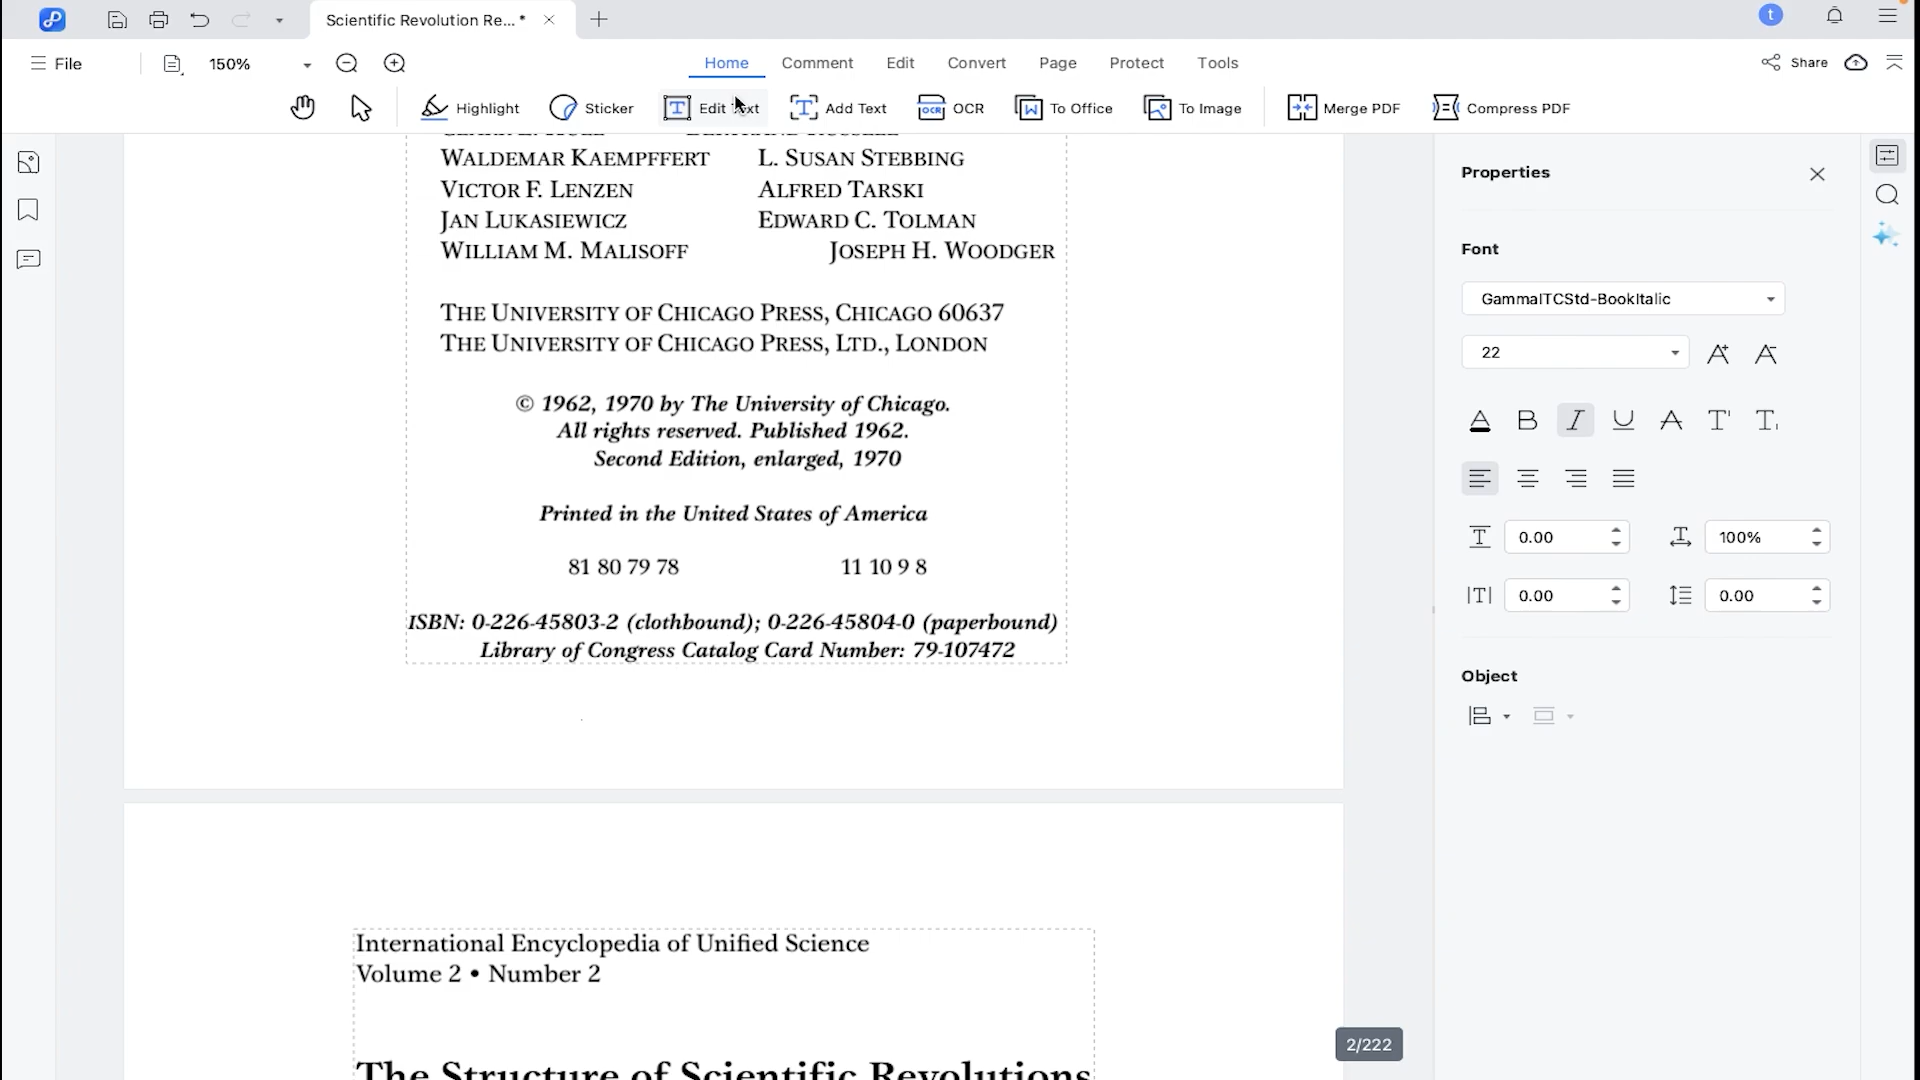 Scientific Revolution Re... *
t
File
150%
Home Comment Edit Convert Page Protect Tools
Share
Highlight Sticker Edit Text Add Text OCR To Office To Image Merge PDF Compress PDF
WALDEMAR KAEMPFFERT L. SUSAN STEBBING
VICTOR F. LENZEN ALFRED TARSKI
JAN LUKASIEWICZ EDWARD C. TOLMAN
WILLIAM M. MALISOFF JOSEPH H. WOODGER
THE UNIVERSITY OF CHICAGO PRESS, CHICAGO 60637
THE UNIVERSITY OF CHICAGO PRESS, LTD., LONDON
© 1962, 1970 by The University of Chicago.
All rights reserved. Published 1962.
Second Edition, enlarged, 1970
Printed in the United States of America
81 80 79 78 11 10 9 8
ISBN: 0-226-45803-2 (clothbound); 0-226-45804-0 (paperbound)
Library of Congress Catalog Card Number: 79-107472
International Encyclopedia of Unified Science
Volume 2 • Number 2
The Structure of Scientific Revolutions
2/222
Properties
Font
GammaITCStd-BookItalic
22
0.00 100%
0.00 0.00
Object